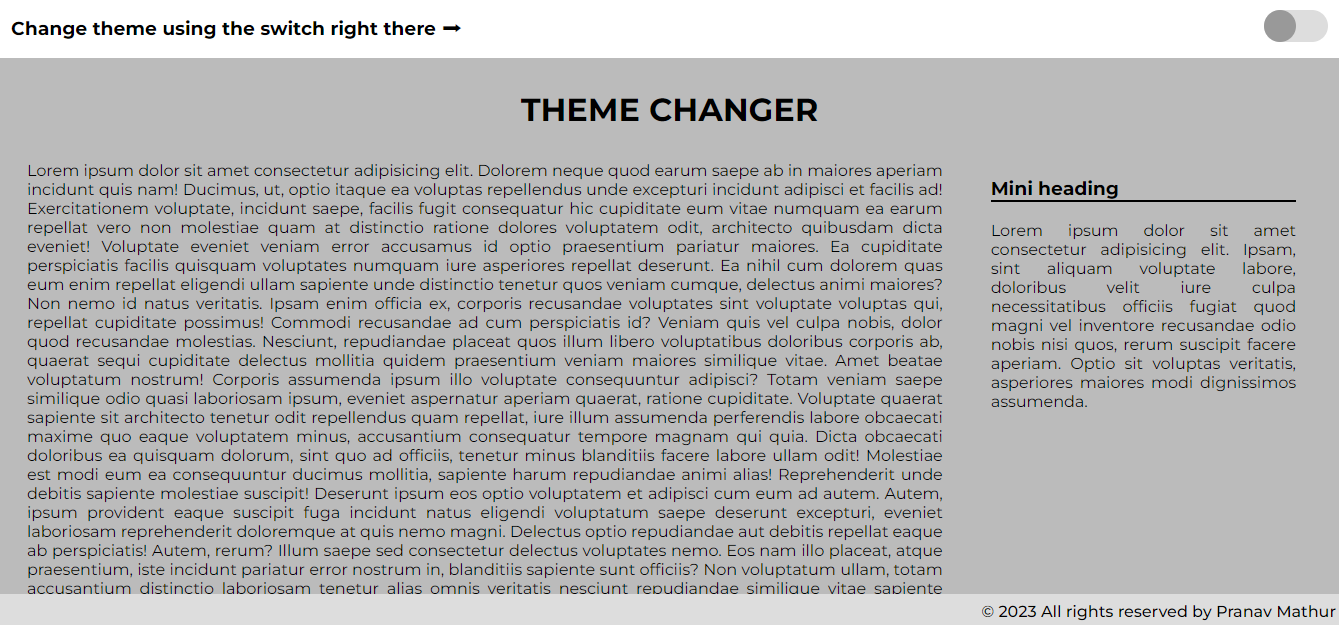 Change theme using the switch right there ➞
THEME CHANGER
Lorem ipsum dolor sit amet consectetur adipisicing elit. Dolorem neque quod earum saepe ab in maiores aperiam
incidunt quis nam! Ducimus, ut, optio itaque ea voluptas repellendus unde excepturi incidunt adipisci et facilis ad!
Exercitationem voluptate, incidunt saepe, facilis fugit consequatur hic cupiditate eum vitae numquam ea earum
repellat vero non molestiae quam at distinctio ratione dolores voluptatem odit, architecto quibusdam dicta
eveniet! Voluptate eveniet veniam error accusamus id optio praesentium pariatur maiores. Ea cupiditate
perspiciatis facilis quisquam voluptates numquam iure asperiores repellat deserunt. Ea nihil cum dolorem quas
eum enim repellat eligendi ullam sapiente unde distinctio tenetur quos veniam cumque, delectus animi maiores?
Non nemo id natus veritatis. Ipsam enim officia ex, corporis recusandae voluptates sint voluptate voluptas qui,
repellat cupiditate possimus! Commodi recusandae ad cum perspiciatis id? Veniam quis vel culpa nobis, dolor
quod recusandae molestias. Nesciunt, repudiandae placeat quos illum libero voluptatibus doloribus corporis ab,
quaerat sequi cupiditate delectus mollitia quidem praesentium veniam maiores similique vitae. Amet beatae
voluptatum nostrum! Corporis assumenda ipsum illo voluptate consequuntur adipisci? Totam veniam saepe
similique odio quasi laboriosam ipsum, eveniet aspernatur aperiam quaerat, ratione cupiditate. Voluptate quaerat
sapiente sit architecto tenetur odit repellendus quam repellat, iure illum assumenda perferendis labore obcaecati
maxime quo eaque voluptatem minus, accusantium consequatur tempore magnam qui quia. Dicta obcaecati
doloribus ea quisquam dolorum, sint quo ad officiis, tenetur minus blanditiis facere labore ullam odit! Molestiae
est modi eum ea consequuntur ducimus mollitia, sapiente harum repudiandae animi alias! Reprehenderit unde
debitis sapiente molestiae suscipit! Deserunt ipsum eos optio voluptatem et adipisci cum eum ad autem. Autem,
ipsum provident eaque suscipit fuga incidunt natus eligendi voluptatum saepe deserunt excepturi, eveniet
laboriosam reprehenderit doloremque at quis nemo magni. Delectus optio repudiandae aut debitis repellat eaque
ab perspiciatis! Autem, rerum? Illum saepe sed consectetur delectus voluptates nemo. Eos nam illo placeat, atque
praesentium, iste incidunt pariatur error nostrum in, blanditiis sapiente sunt officiis? Non voluptatum ullam, totam
accusantium distinctio laboriosam tenetur alias omnis veritatis nesciunt repudiandae similique vitae sapiente
Mini heading
Lorem ipsum dolor sit amet
consectetur adipisicing elit. Ipsam,
sint aliquam voluptate labore,
doloribus velit iure culpa
necessitatibus officiis fugiat quod
magni vel inventore recusandae odio
nobis nisi quos, rerum suscipit facere
aperiam. Optio sit voluptas veritatis,
asperiores maiores modi dignissimos
assumenda.
© 2023 All rights reserved by Pranav Mathur